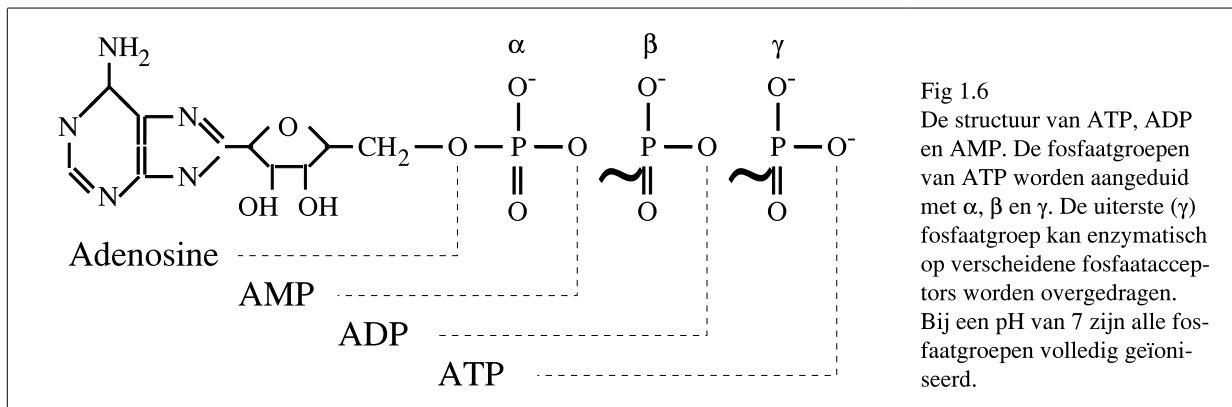 NH2
α β γ
O- O- O-
N N O CH2 O P O P O P O-
N N OH OH O O O
Adenosine
AMP
ADP
ATP
Fig 1.6
De structuur van ATP, ADP
en AMP. De fosfaatgroepen
van ATP worden aangeduid
met α, β en γ. De uiterste (γ)
fosfaatgroep kan enzymatisch
op verscheidene fosfaataccep-
tors worden overgedragen.
Bij een pH van 7 zijn alle fos-
faatgroepen volledig geïoni-
seerd.